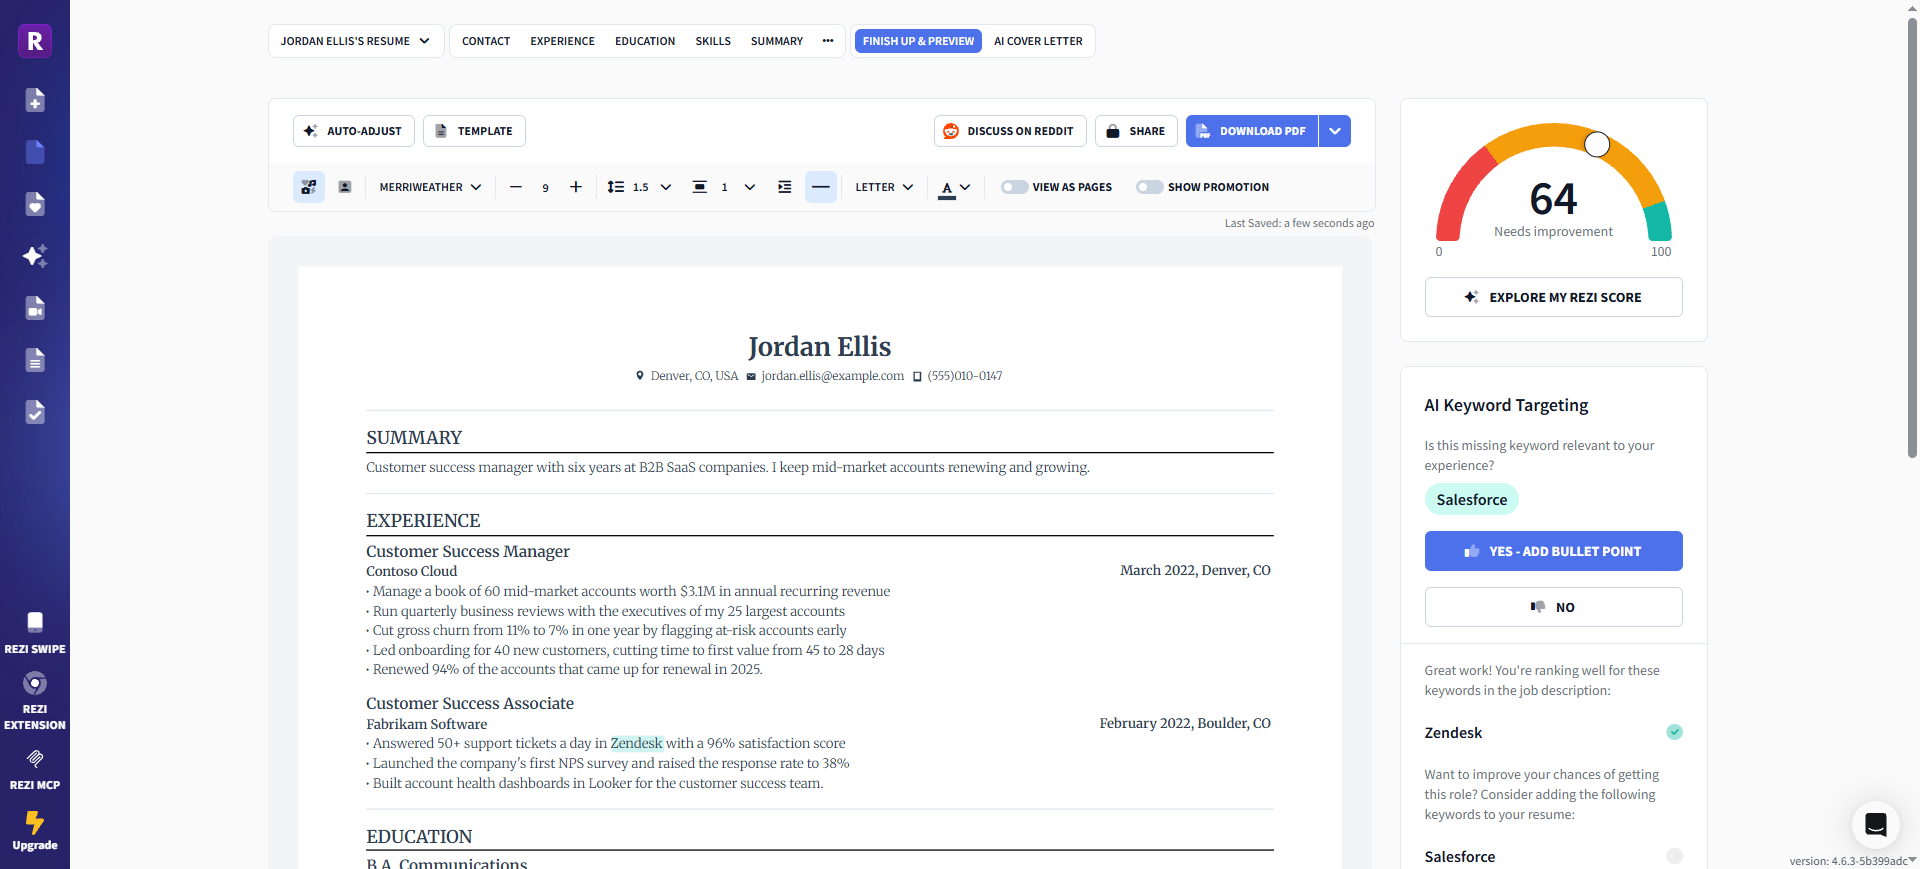 R
REZI SWIPE
REZI
EXTENSION
REZI MCP
Upgrade
JORDAN ELLIS'S RESUME
CONTACT EXPERIENCE EDUCATION SKILLS SUMMARY •••
FINISH UP & PREVIEW AI COVER LETTER
AUTO-ADJUST TEMPLATE DISCUSS ON REDDIT SHARE PDF DOWNLOAD PDF
MERRIWEATHER 9 1.5 1 LETTER A VIEW AS PAGES SHOW PROMOTION
Last Saved: a few seconds ago
Jordan Ellis
Denver, CO, USA jordan.ellis@example.com (555)010-0147
SUMMARY
Customer success manager with six years at B2B SaaS companies. I keep mid-market accounts renewing and growing.
EXPERIENCE
Customer Success Manager
Contoso Cloud March 2022, Denver, CO
• Manage a book of 60 mid-market accounts worth $3.1M in annual recurring revenue
• Run quarterly business reviews with the executives of my 25 largest accounts
• Cut gross churn from 11% to 7% in one year by flagging at-risk accounts early
• Led onboarding for 40 new customers, cutting time to first value from 45 to 28 days
• Renewed 94% of the accounts that came up for renewal in 2025.
Customer Success Associate
Fabrikam Software February 2022, Boulder, CO
• Answered 50+ support tickets a day in Zendesk with a 96% satisfaction score
• Launched the company's first NPS survey and raised the response rate to 38%
• Built account health dashboards in Looker for the customer success team.
EDUCATION
B.A. Communications
64
Needs improvement
0 100
EXPLORE MY REZI SCORE
AI Keyword Targeting
Is this missing keyword relevant to your
experience?
Salesforce
YES - ADD BULLET POINT
NO
Great work! You're ranking well for these
keywords in the job description:
Zendesk
Want to improve your chances of getting
this role? Consider adding the following
keywords to your resume:
Salesforce
version: 4.6.3-5b399adc